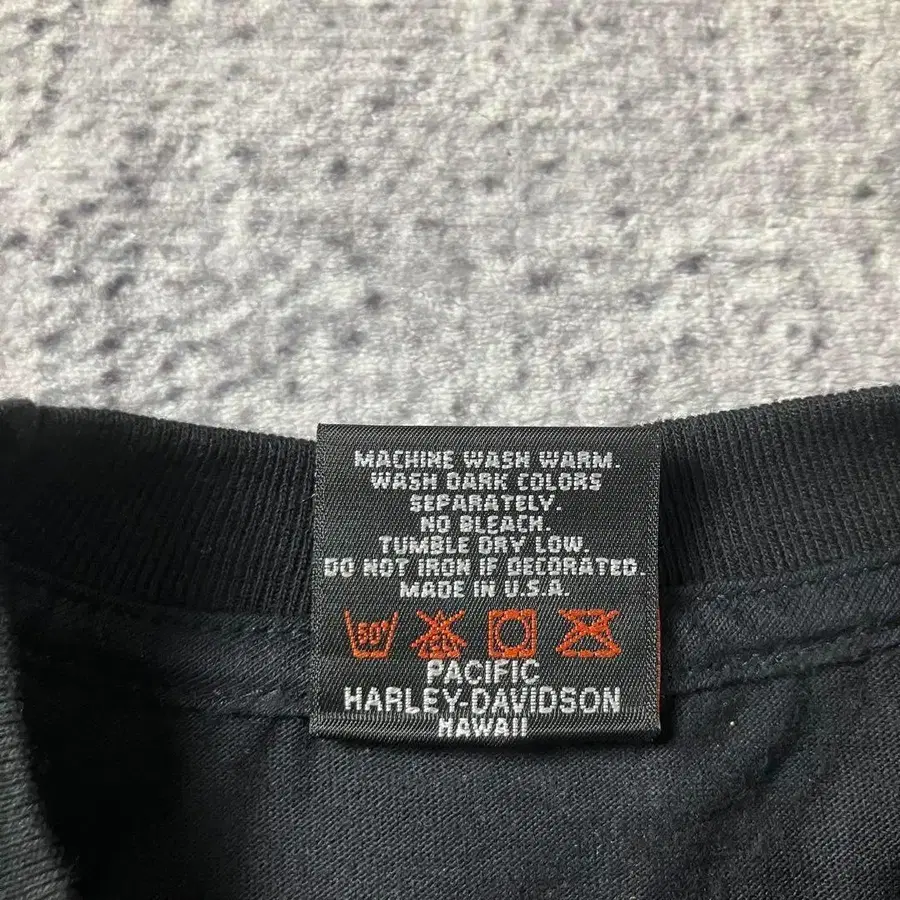 MACHINE WASH WARM.
WASH DARK COLORS
SEPARATELY.
NO BLEACH.
TUMBLE DRY LOW.
DO NOT IRON IF DECORATED.
MADE IN U.S.A.
PACIFIC
HARLEY-DAVIDSON
HAWAII